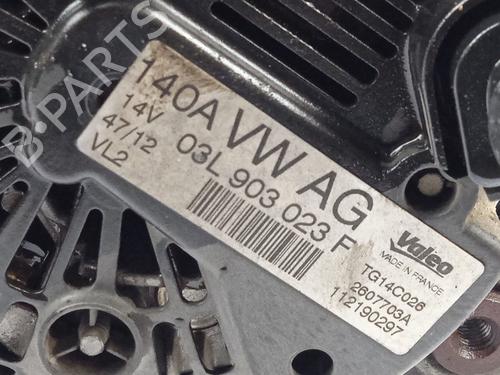 B-PARTS
140A VW AG
14V 03L 903 023 F
47/12
VL2
Valeo
MADE IN FRANCE
TG14C026
2607703A
112190297